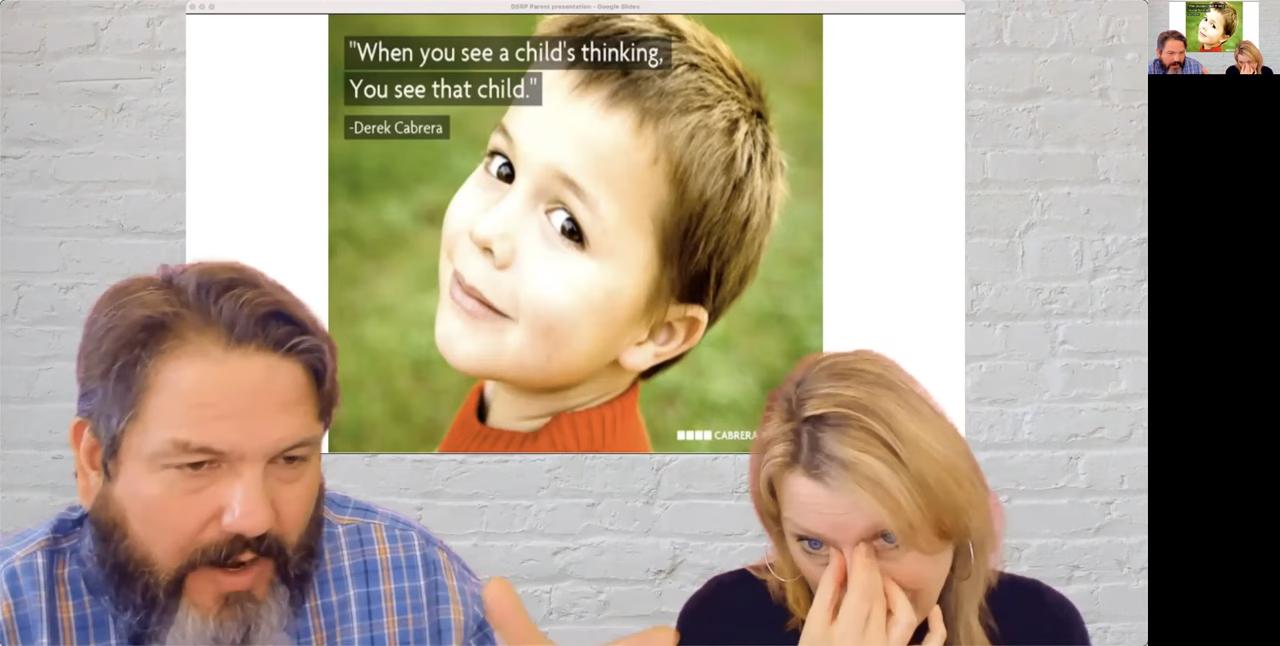 DSRP Parent presentation - Google Slides
"When you see a child's thinking,
You see that child."
-Derek Cabrera
CABRERA